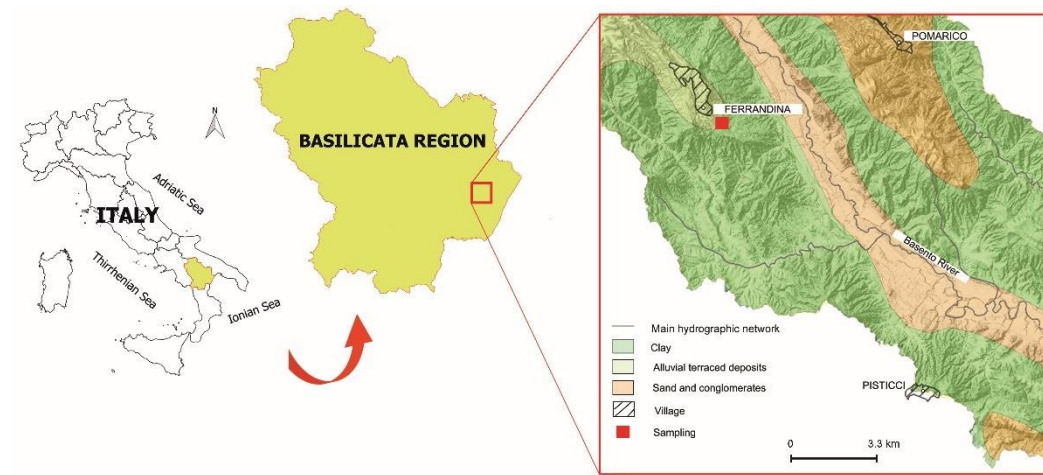 N
ITALY
Adriatic Sea
Thirrhenian Sea
Ionian Sea
BASILICATA REGION
POMARICO
FERRANDINA
Basento River
PISTICCI
Main hydrographic network
Clay
Alluvial terraced deposits
Sand and conglomerates
Village
Sampling
0 3.3 km